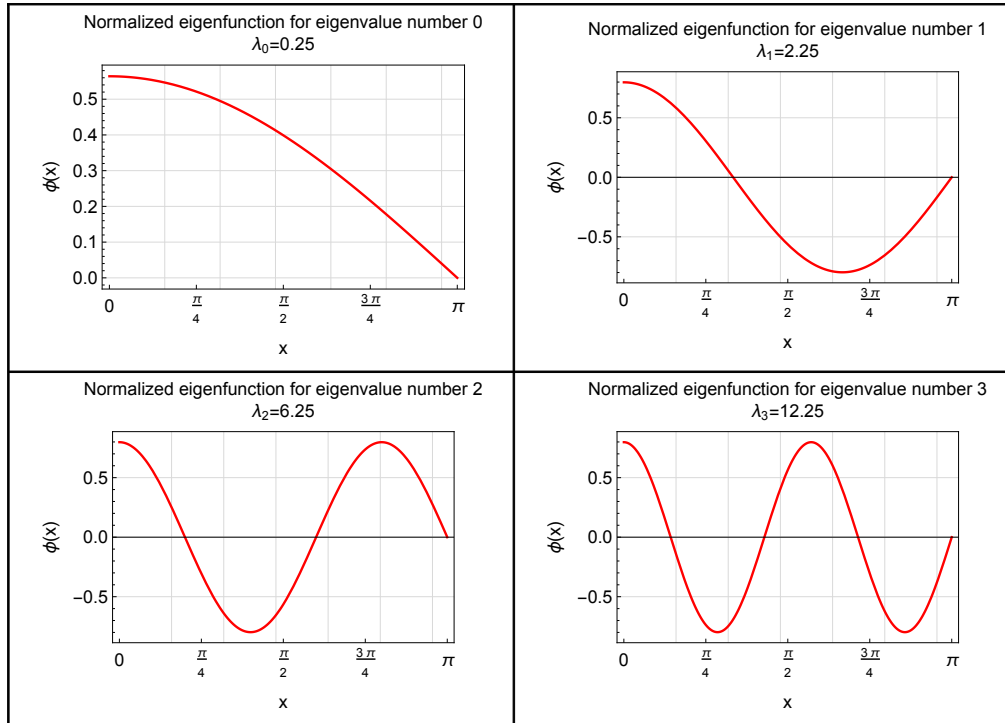 Normalized eigenfunction for eigenvalue number 0
λ₀=0.25
0.5
0.4
0.3
0.2
0.1
0.0
ϕ(x)
0 π/4 π/2 3π/4 π
x
Normalized eigenfunction for eigenvalue number 1
λ₁=2.25
0.5
0.0
−0.5
ϕ(x)
0 π/4 π/2 3π/4 π
x
Normalized eigenfunction for eigenvalue number 2
λ₂=6.25
0.5
0.0
−0.5
ϕ(x)
0 π/4 π/2 3π/4 π
x
Normalized eigenfunction for eigenvalue number 3
λ₃=12.25
0.5
0.0
−0.5
ϕ(x)
0 π/4 π/2 3π/4 π
x